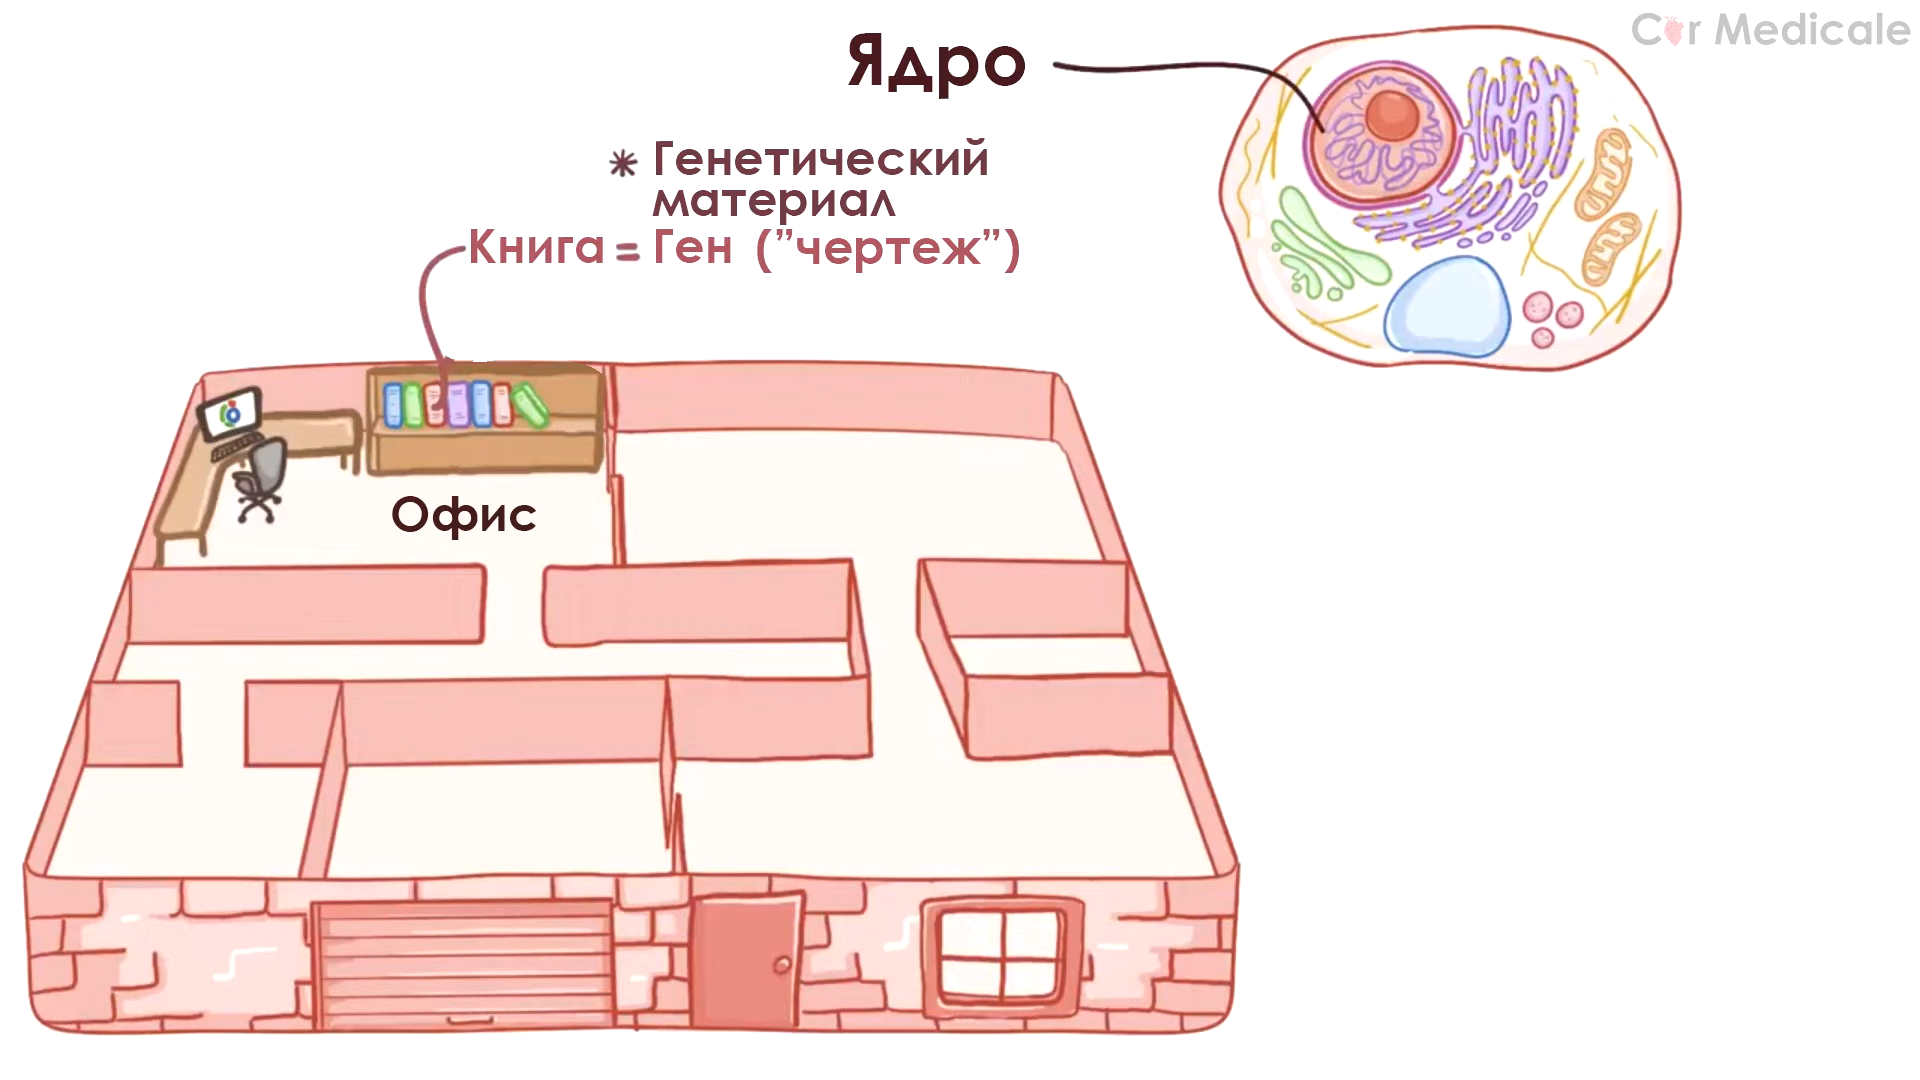 Cor Medicale
Ядро
* Генетический
материал
Книга = Ген ("чертеж")
Офис